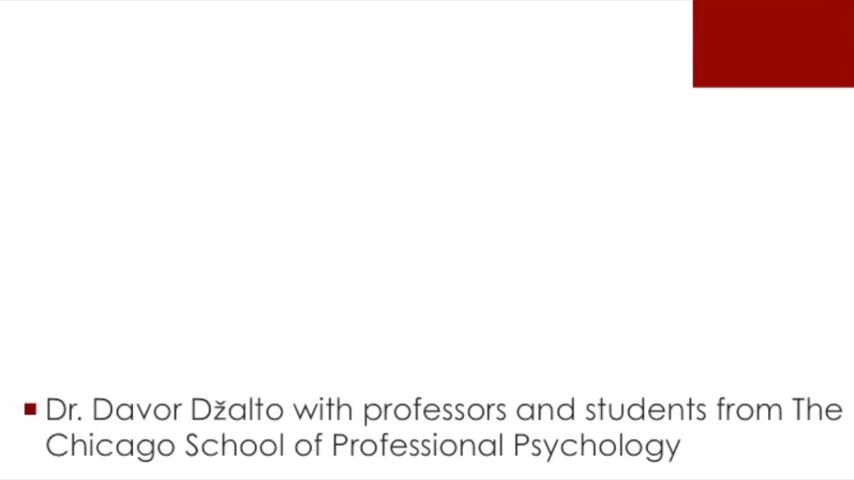 Dr. Davor Džalto with professors and students from The
Chicago School of Professional Psychology